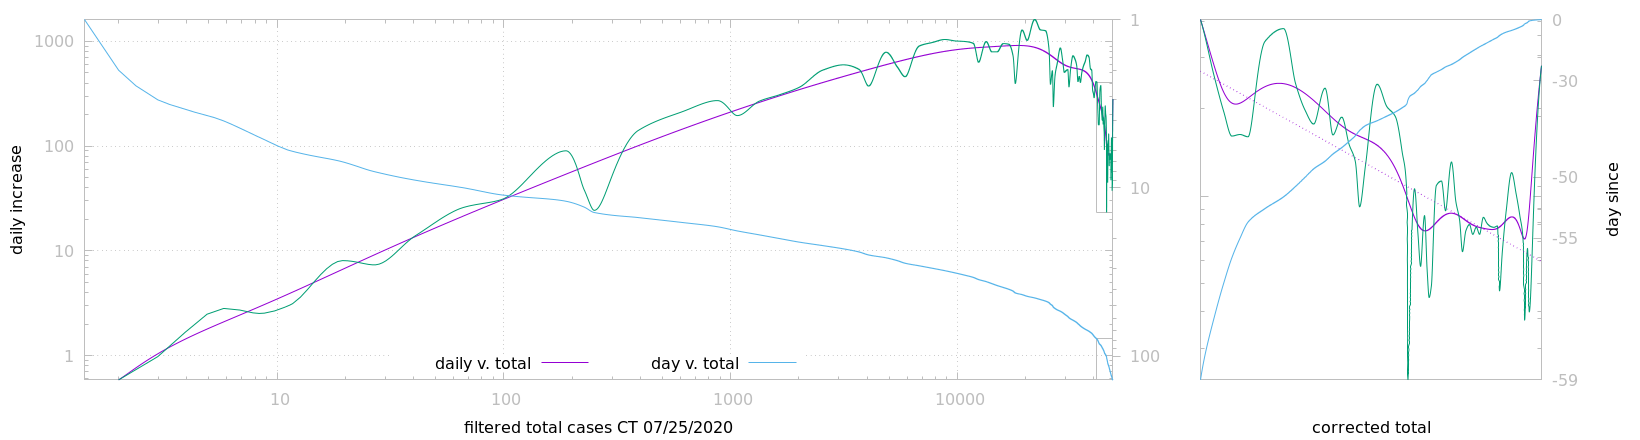 1000
100
10
1
daily increase
10
100
1000
10000
filtered total cases CT 07/25/2020
daily v. total
day v. total
1
10
100
0
-30
-50
-55
-59
day since
corrected total